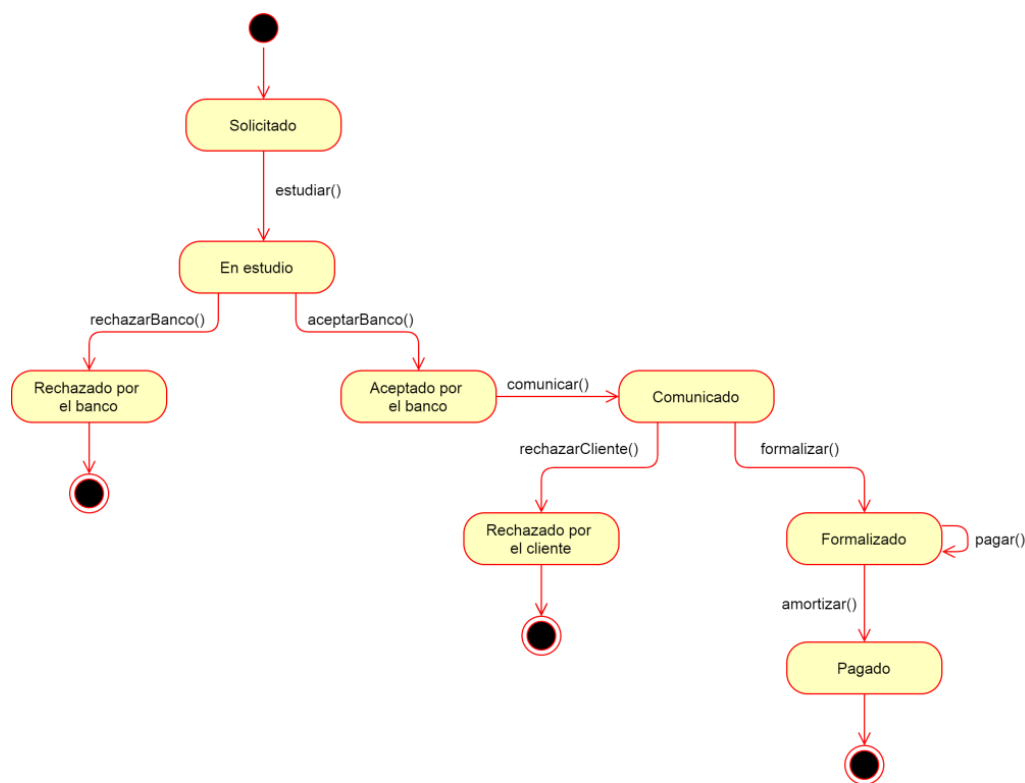 Solicitado
estudiar()
En estudio
rechazarBanco()
aceptarBanco()
Rechazado por
el banco
Aceptado por
el banco
comunicar()
Comunicado
rechazarCliente()
formalizar()
Rechazado por
el cliente
Formalizado
pagar()
amortizar()
Pagado